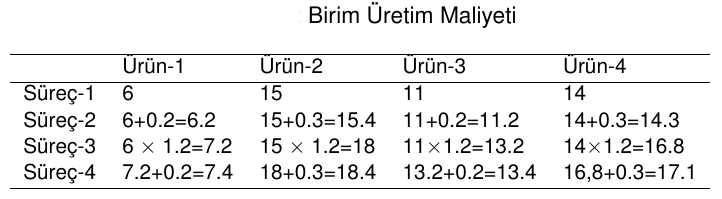 Birim Üretim Maliyeti
Ürün-1 Ürün-2 Ürün-3 Ürün-4
Süreç-1 6 15 11 14
Süreç-2 6+0.2=6.2 15+0.3=15.4 11+0.2=11.2 14+0.3=14.3
Süreç-3 6 × 1.2=7.2 15 × 1.2=18 11×1.2=13.2 14×1.2=16.8
Süreç-4 7.2+0.2=7.4 18+0.3=18.4 13.2+0.2=13.4 16,8+0.3=17.1